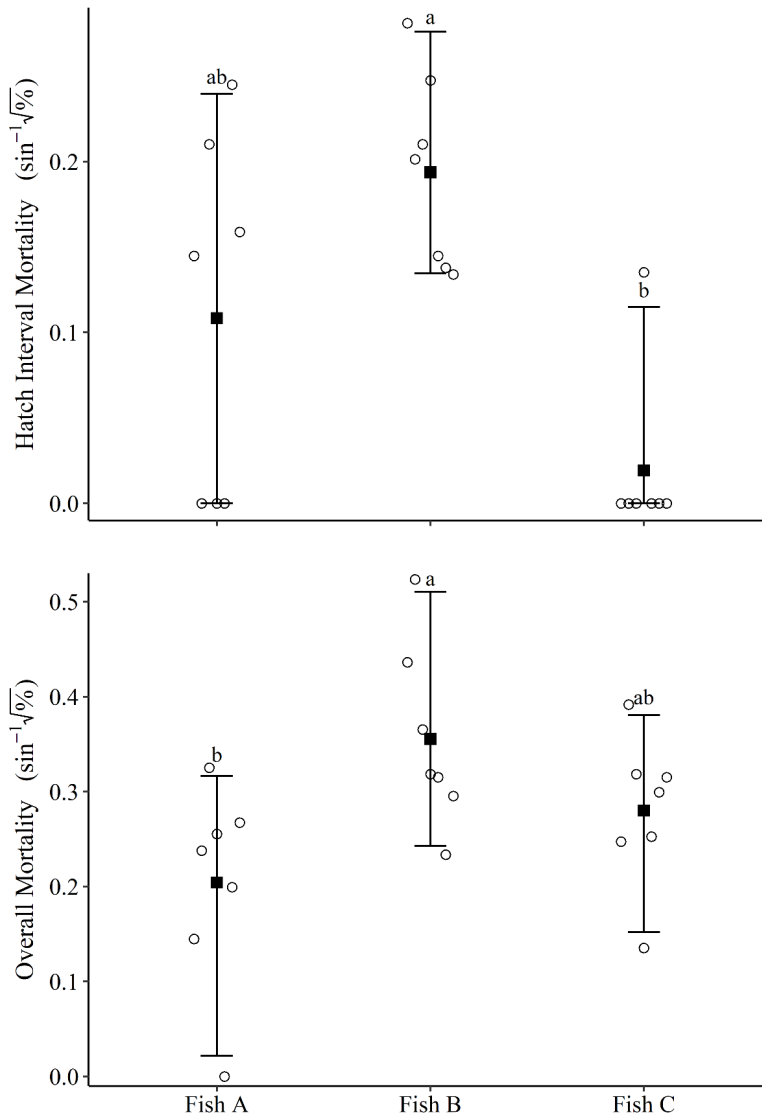 Hatch Interval Mortality (sin⁻¹√%)
0.2
0.1
0.0
ab
a
b
Overall Mortality (sin⁻¹√%)
0.5
0.4
0.3
0.2
0.1
0.0
b
a
ab
Fish A Fish B Fish C